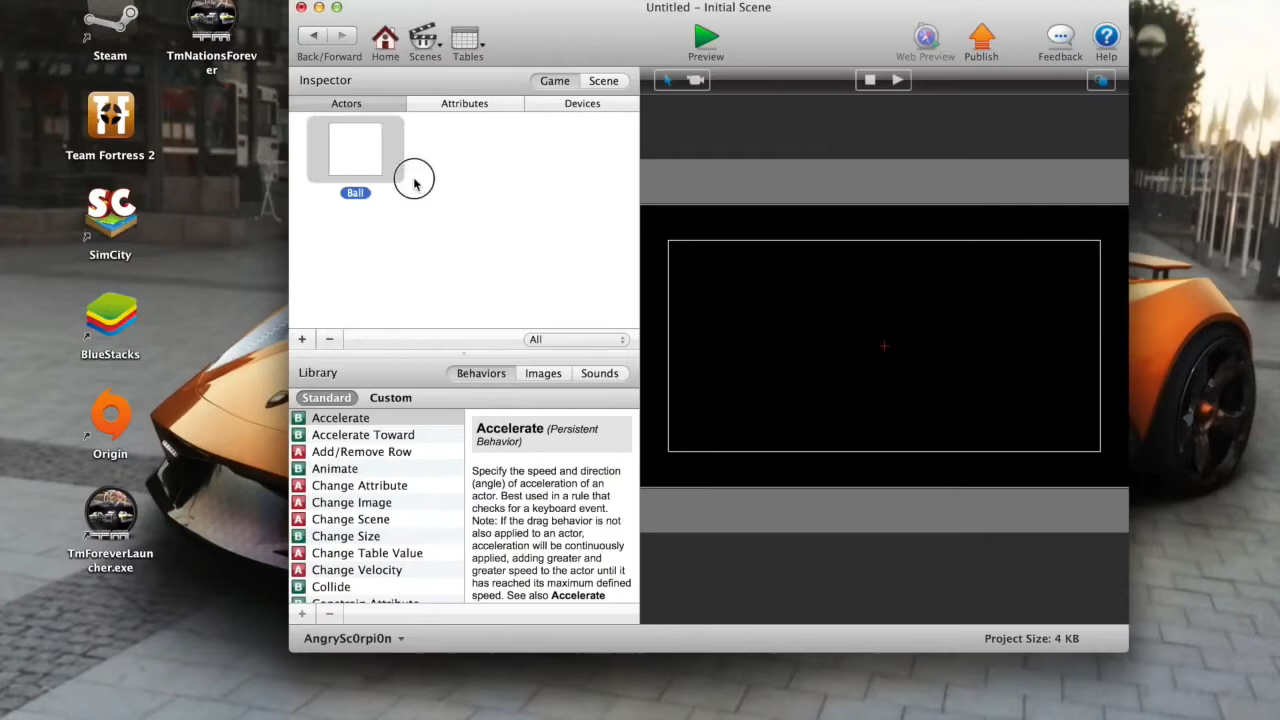 Steam
TmNationsForev
er
Team Fortress 2
SimCity
BlueStacks
Origin
TmForeverLaun
cher.exe
Untitled – Initial Scene
Back/Forward
Home
Scenes
Tables
Preview
Web Preview
Publish
Feedback
Help
Inspector
Game
Scene
Actors
Attributes
Devices
Ball
All
Library
Behaviors
Images
Sounds
Standard
Custom
B Accelerate
B Accelerate Toward
A Add/Remove Row
B Animate
A Change Attribute
A Change Image
A Change Scene
B Change Size
A Change Table Value
A Change Velocity
B Collide
Constrain Attribute
Accelerate (Persistent
Behavior)
Specify the speed and direction
(angle) of acceleration of an
actor. Best used in a rule that
checks for a keyboard event.
Note: If the drag behavior is not
also applied to an actor,
acceleration will be continuously
applied, adding greater and
greater speed to the actor until it
has reached its maximum defined
speed. See also Accelerate
AngrySc0rpi0n
Project Size: 4 KB